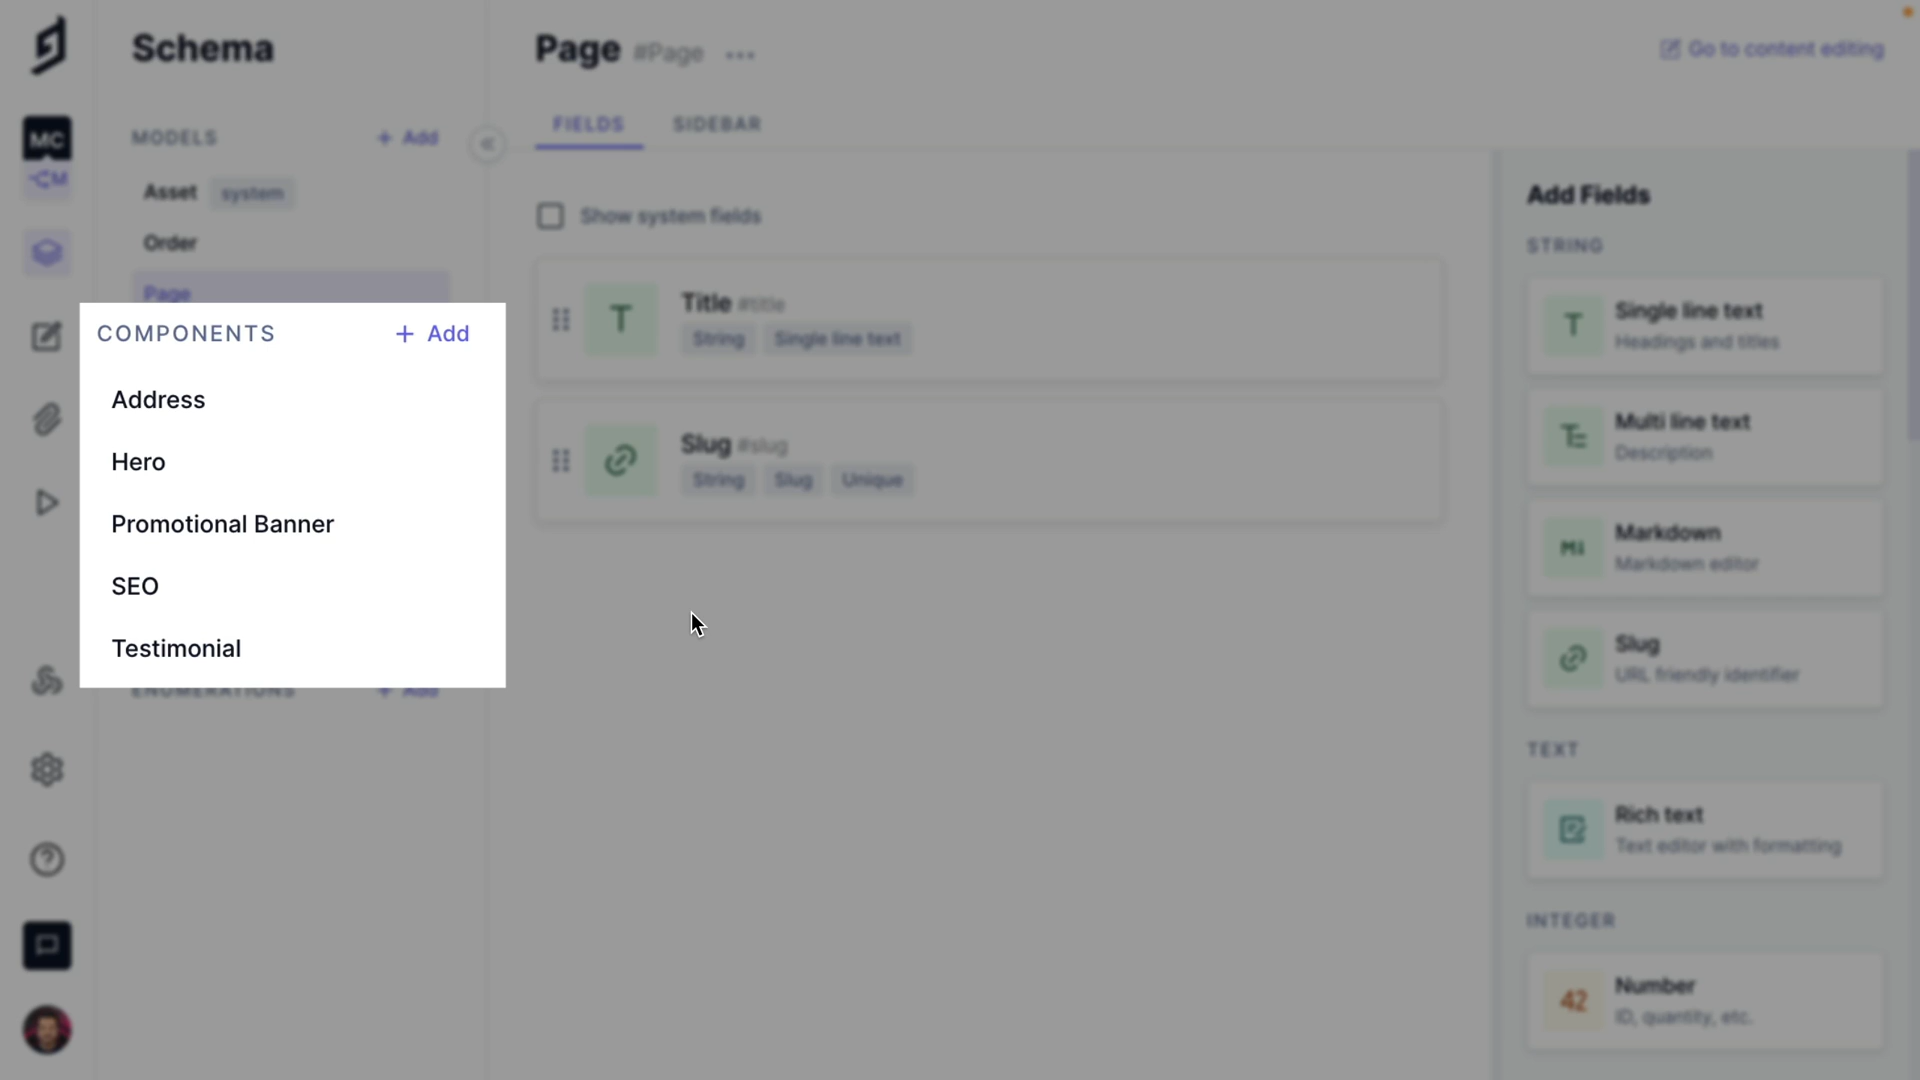 Schema
MC
M
MODELS
+ Add
Asset system
Order
Page
COMPONENTS
+ Add
Address
Hero
Promotional Banner
SEO
Testimonial
ENUMERATIONS
+ Add
Page #Page ...
Go to content editing
FIELDS SIDEBAR
Show system fields
T
Title #title
String Single line text
Slug #slug
String Slug Unique
Add Fields
STRING
T
Single line text
Headings and titles
Multi line text
Description
Markdown
Markdown editor
Slug
URL friendly identifier
TEXT
Rich text
Text editor with formatting
INTEGER
42
Number
ID, quantity, etc.